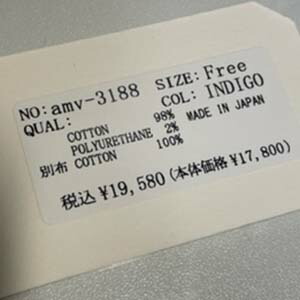 NO:amv-3188 SIZE:Free
QUAL: COL:INDIGO
COTTON 98% MADE IN JAPAN
POLYURETHANE 2%
別布 COTTON 100%
税込 ¥19,580 (本体価格 ¥17,800)